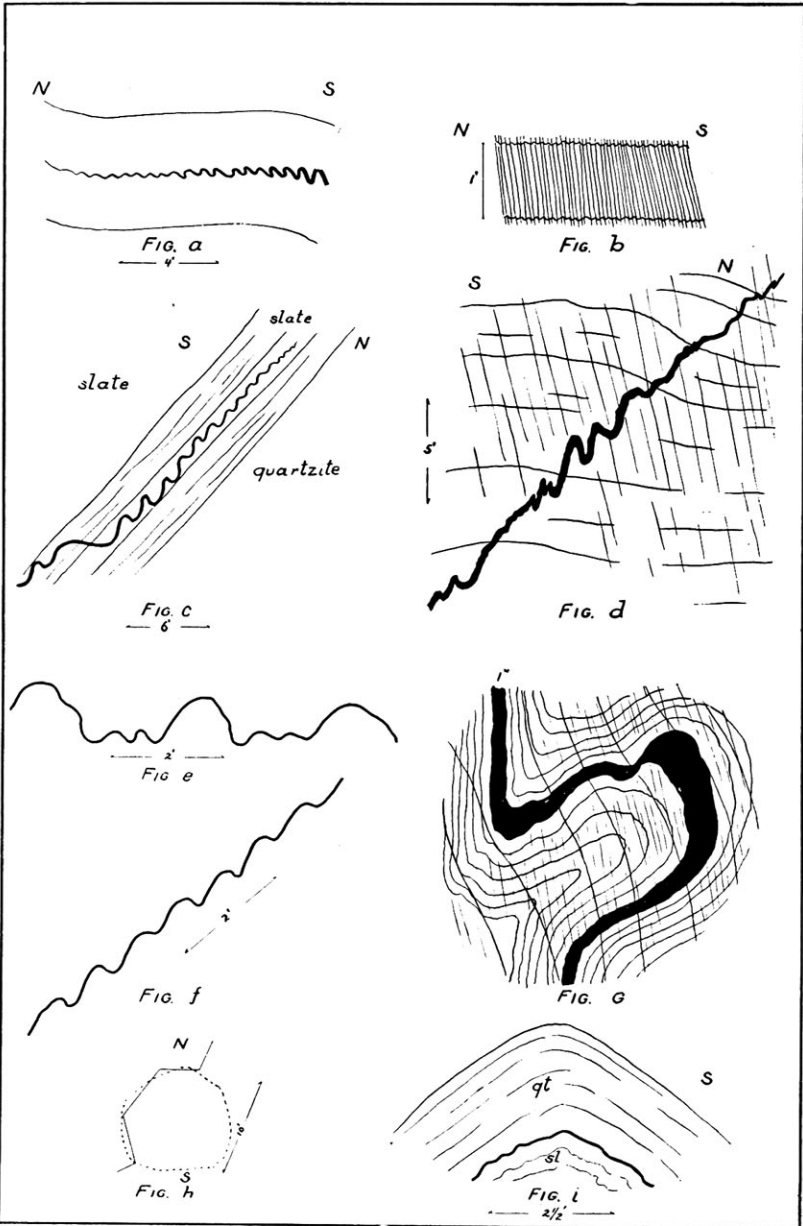 N S
FIG. a
4'
N S
1'
FIG. b
slate
S N
slate
quartzite
FIG. c
6'
N
S
5'
FIG. d
2'
FIG e
2'
FIG. f
1"
FIG. G
N
10'
S
FIG. h
S
qt
sl
FIG. i
2½'